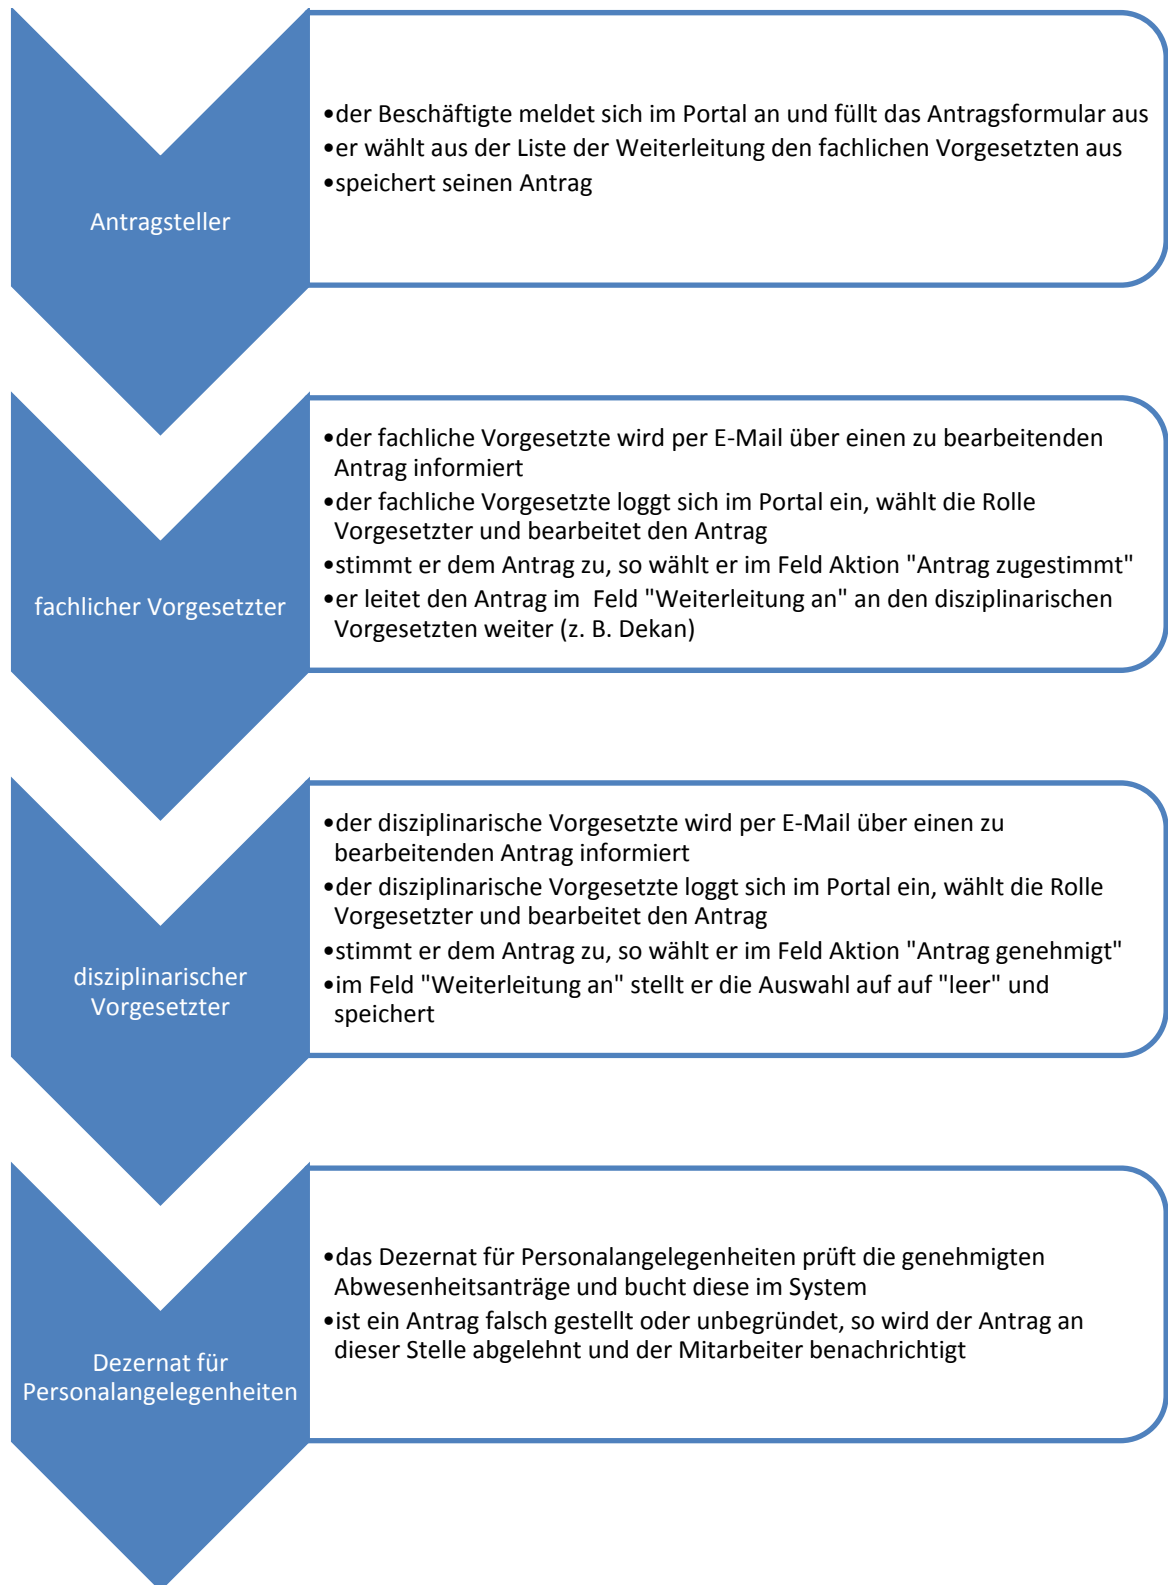 Antragsteller
•der Beschäftigte meldet sich im Portal an und füllt das Antragsformular aus
•er wählt aus der Liste der Weiterleitung den fachlichen Vorgesetzten aus
•speichert seinen Antrag
fachlicher Vorgesetzter
•der fachliche Vorgesetzte wird per E-Mail über einen zu bearbeitenden
Antrag informiert
•der fachliche Vorgesetzte loggt sich im Portal ein, wählt die Rolle
Vorgesetzter und bearbeitet den Antrag
•stimmt er dem Antrag zu, so wählt er im Feld Aktion "Antrag zugestimmt"
•er leitet den Antrag im  Feld "Weiterleitung an" an den disziplinarischen
Vorgesetzten weiter (z. B. Dekan)
disziplinarischer
Vorgesetzter
•der disziplinarische Vorgesetzte wird per E-Mail über einen zu
bearbeitenden Antrag informiert
•der disziplinarische Vorgesetzte loggt sich im Portal ein, wählt die Rolle
Vorgesetzter und bearbeitet den Antrag
•stimmt er dem Antrag zu, so wählt er im Feld Aktion "Antrag genehmigt"
•im Feld "Weiterleitung an" stellt er die Auswahl auf auf "leer" und
speichert
Dezernat für
Personalangelegenheiten
•das Dezernat für Personalangelegenheiten prüft die genehmigten
Abwesenheitsanträge und bucht diese im System
•ist ein Antrag falsch gestellt oder unbegründet, so wird der Antrag an
dieser Stelle abgelehnt und der Mitarbeiter benachrichtigt